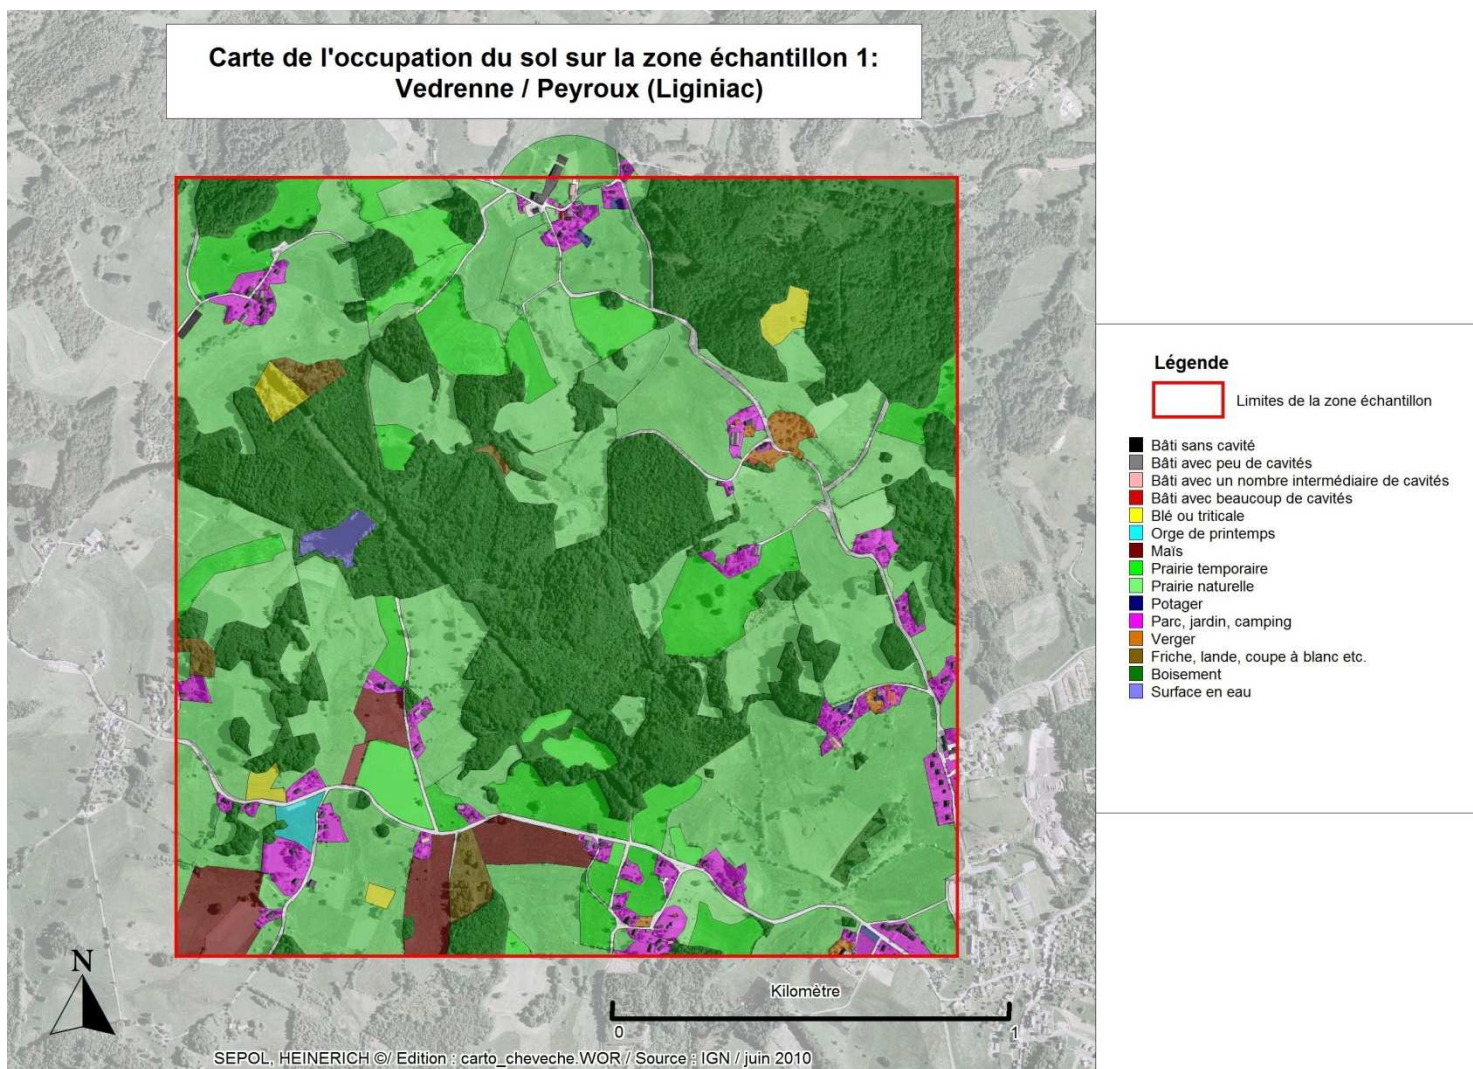 Carte de l'occupation du sol sur la zone échantillon 1:
Vedrenne / Peyroux (Liginiac)
Légende
Limites de la zone échantillon
Bâti sans cavité
Bâti avec peu de cavités
Bâti avec un nombre intermédiaire de cavités
Bâti avec beaucoup de cavités
Blé ou triticale
Orge de printemps
Maïs
Prairie temporaire
Prairie naturelle
Potager
Parc, jardin, camping
Verger
Friche, lande, coupe à blanc etc.
Boisement
Surface en eau
N
Kilomètre
0 1
SEPOL, HEINERICH ©/ Edition : carto_cheveche.WOR / Source : IGN / juin 2010